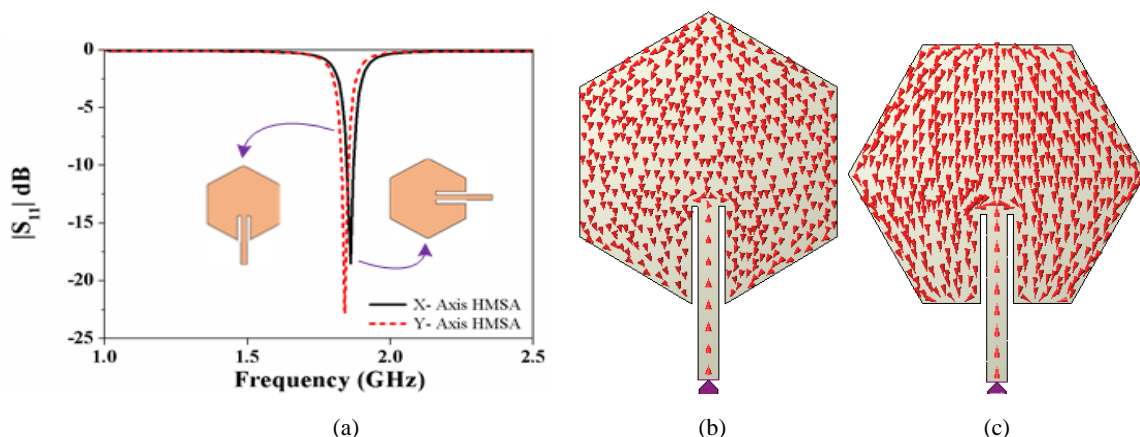 |S11| dB
0
-5
-10
-15
-20
-25
X- Axis HMSA
Y- Axis HMSA
1.0 1.5 2.0 2.5
Frequency (GHz)
(a) (b) (c)